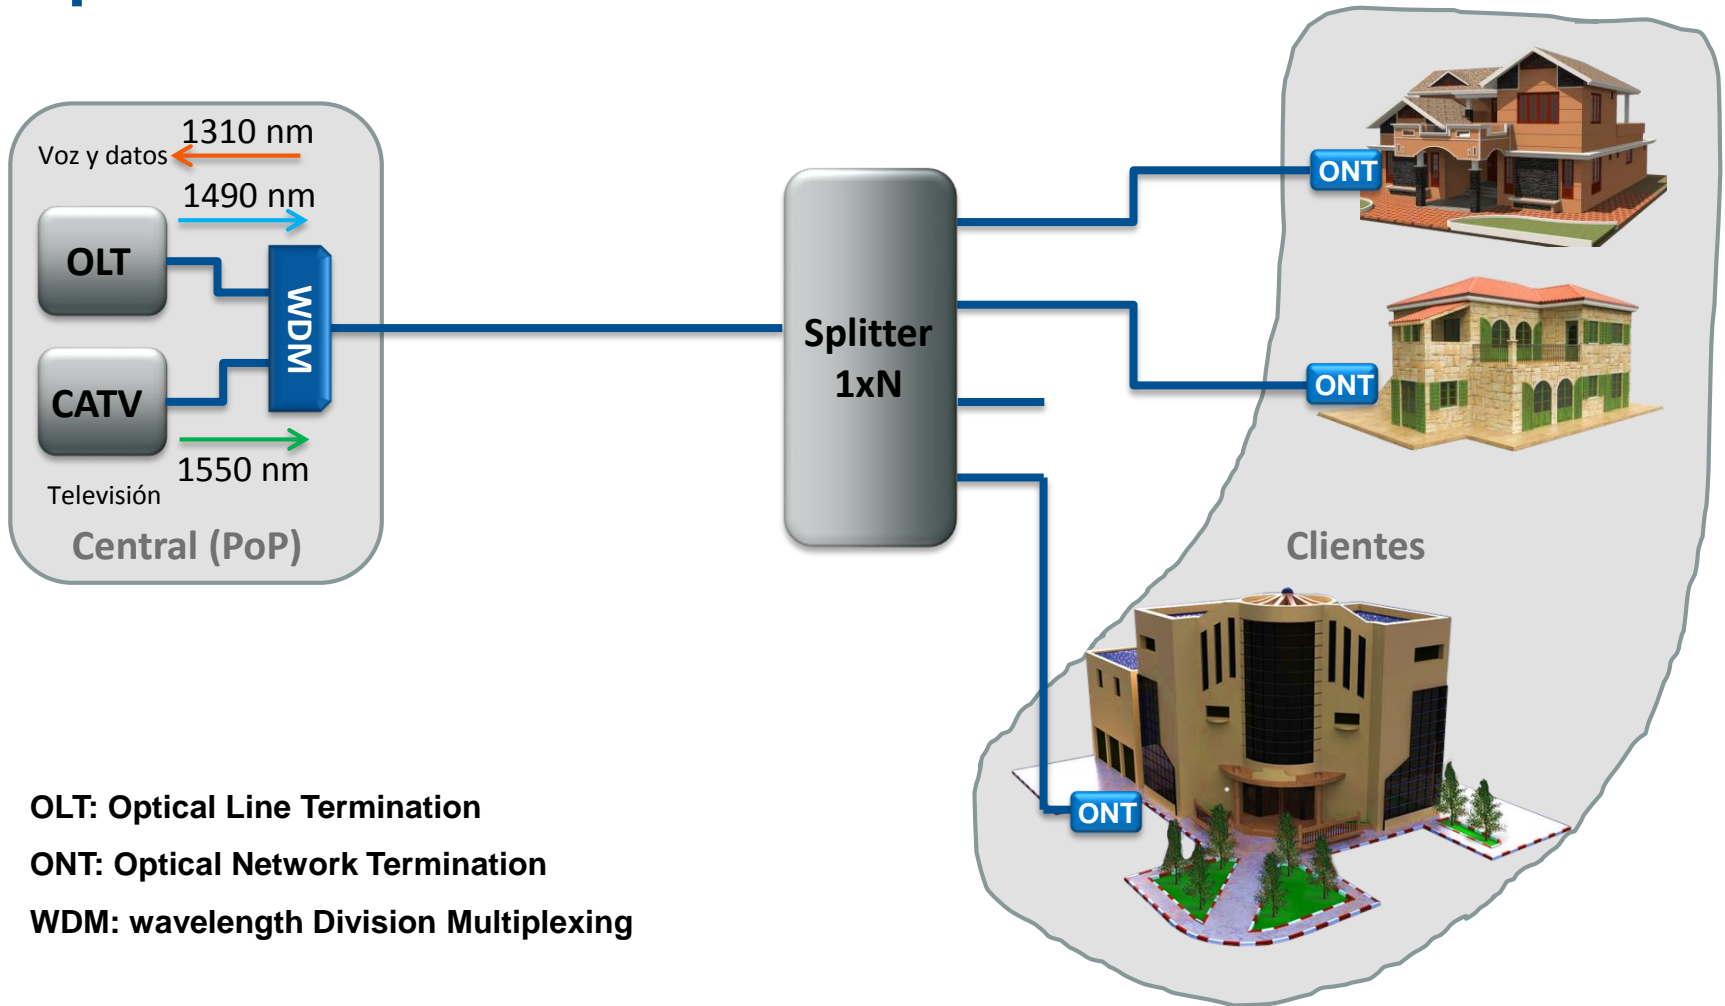 1310 nm
Voz y datos
1490 nm
OLT
WDM
CATV
1550 nm
Televisión
Central (PoP)
Splitter
1xN
ONT
ONT
Clientes
ONT
OLT: Optical Line Termination
ONT: Optical Network Termination
WDM: wavelength Division Multiplexing